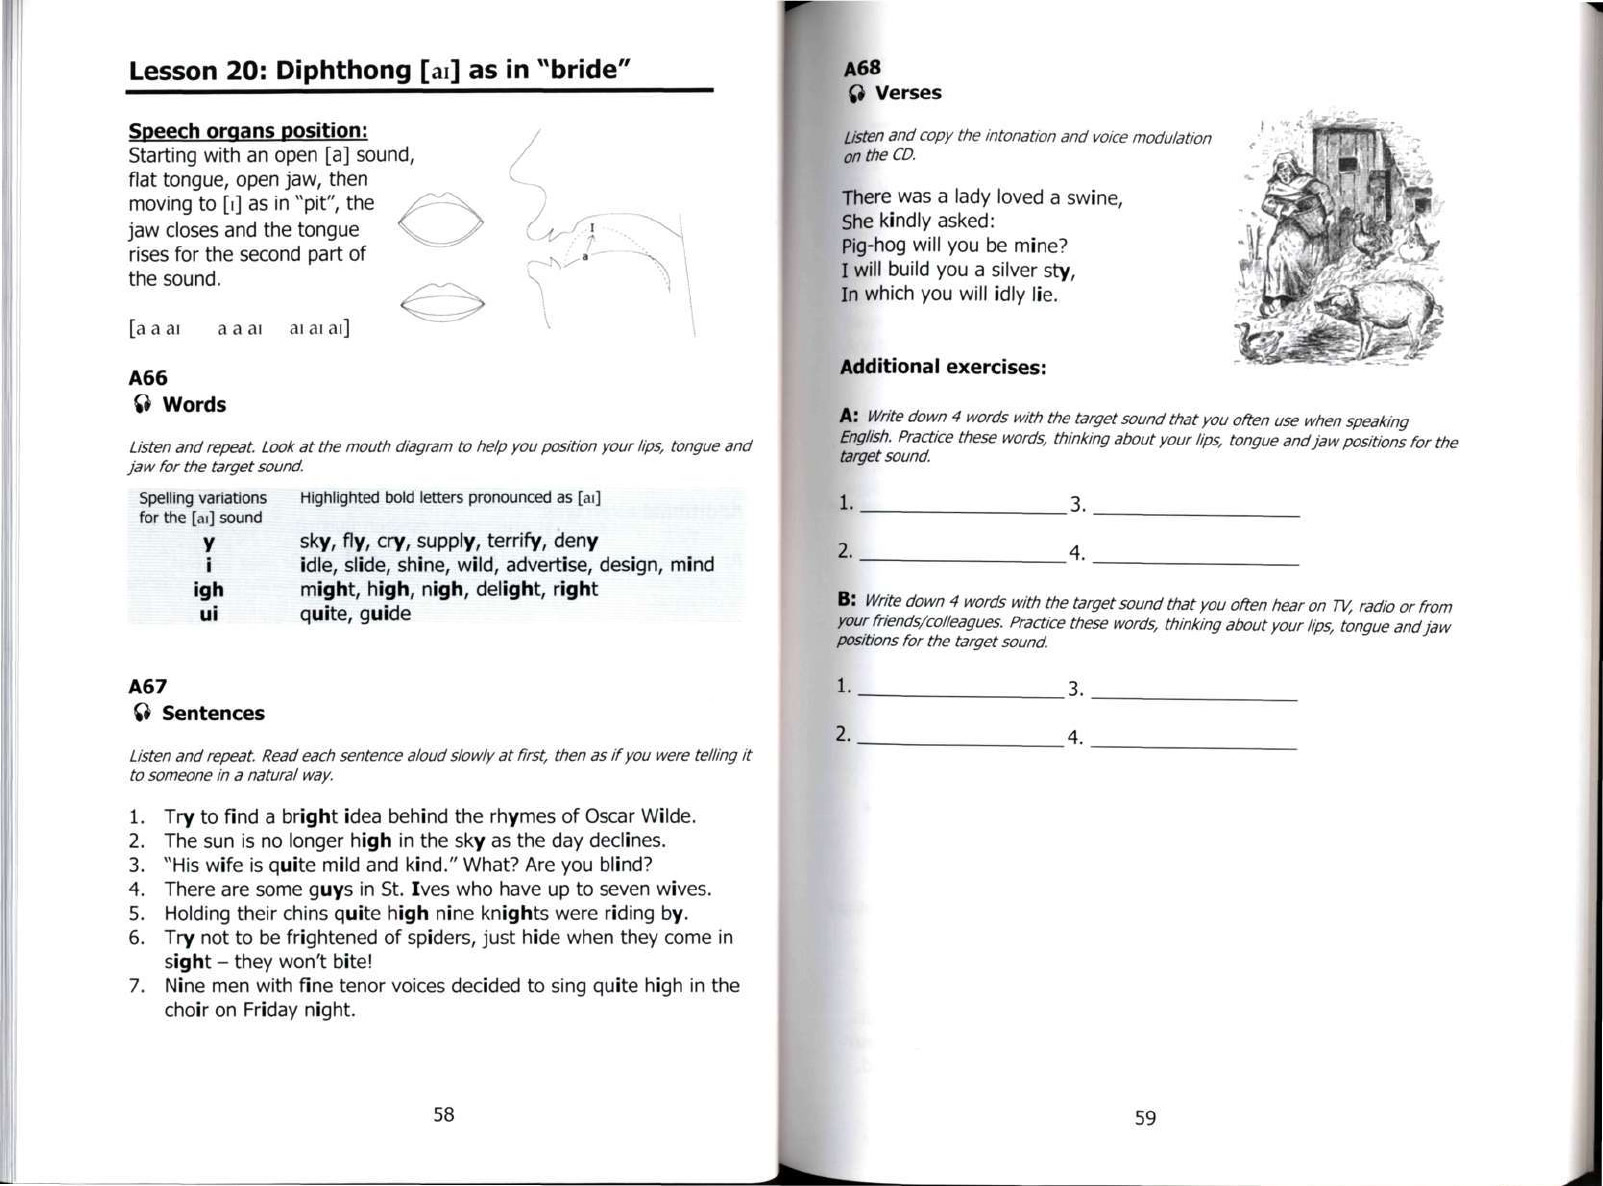 Lesson 20: Diphthong [aɪ] as in "bride"
Speech organs position:
Starting with an open [a] sound,
flat tongue, open jaw, then
moving to [ɪ] as in "pit", the
jaw closes and the tongue
rises for the second part of
the sound.
I
a
[a a aɪ a a aɪ aɪ aɪ aɪ]
A66
Words
Listen and repeat. Look at the mouth diagram to help you position your lips, tongue and
jaw for the target sound.
Spelling variations Highlighted bold letters pronounced as [aɪ]
for the [aɪ] sound
y sky, fly, cry, supply, terrify, deny
i idle, slide, shine, wild, advertise, design, mind
igh might, high, nigh, delight, right
ui quite, guide
A67
Sentences
Listen and repeat. Read each sentence aloud slowly at first, then as if you were telling it
to someone in a natural way.
1. Try to find a bright idea behind the rhymes of Oscar Wilde.
2. The sun is no longer high in the sky as the day declines.
3. "His wife is quite mild and kind." What? Are you blind?
4. There are some guys in St. Ives who have up to seven wives.
5. Holding their chins quite high nine knights were riding by.
6. Try not to be frightened of spiders, just hide when they come in
sight – they won't bite!
7. Nine men with fine tenor voices decided to sing quite high in the
choir on Friday night.
58
A68
Verses
Listen and copy the intonation and voice modulation
on the CD.
There was a lady loved a swine,
She kindly asked:
Pig-hog will you be mine?
I will build you a silver sty,
In which you will idly lie.
Additional exercises:
A: Write down 4 words with the target sound that you often use when speaking
English. Practice these words, thinking about your lips, tongue and jaw positions for the
target sound.
1. ____________________ 3. ____________________
2. ____________________ 4. ____________________
B: Write down 4 words with the target sound that you often hear on TV, radio or from
your friends/colleagues. Practice these words, thinking about your lips, tongue and jaw
positions for the target sound.
1. ____________________ 3. ____________________
2. ____________________ 4. ____________________
59